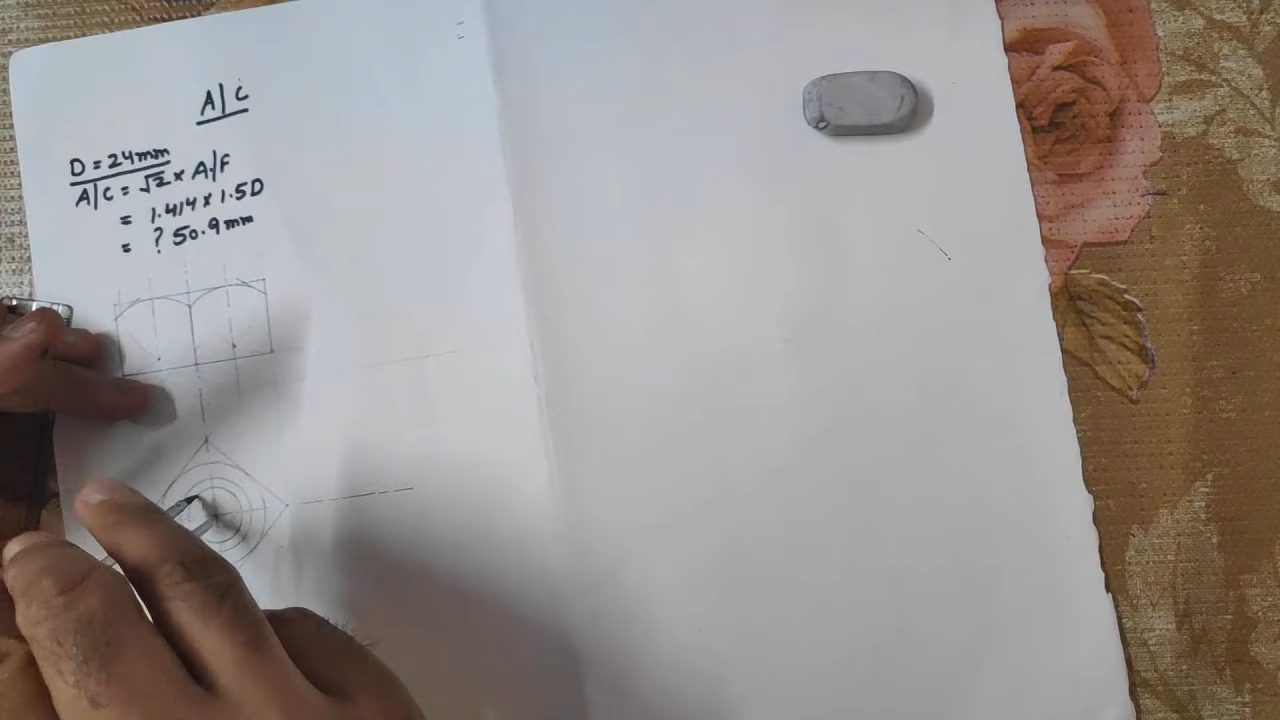 A/C
D = 24mm
A/C = √2 × A/F
= 1.414 × 1.5D
= ? 50.9mm